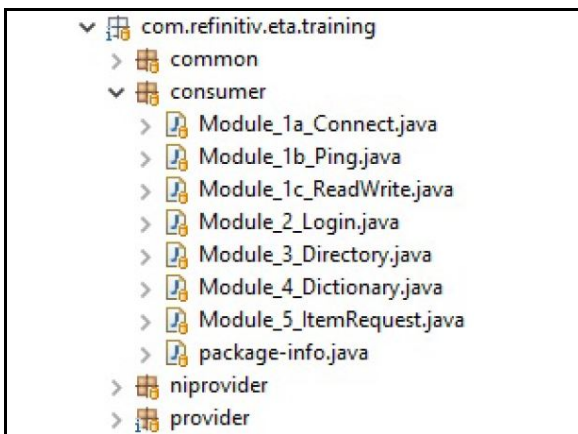 com.refinitiv.eta.training
common
consumer
Module_1a_Connect.java
Module_1b_Ping.java
Module_1c_ReadWrite.java
Module_2_Login.java
Module_3_Directory.java
Module_4_Dictionary.java
Module_5_ItemRequest.java
package-info.java
niprovider
provider